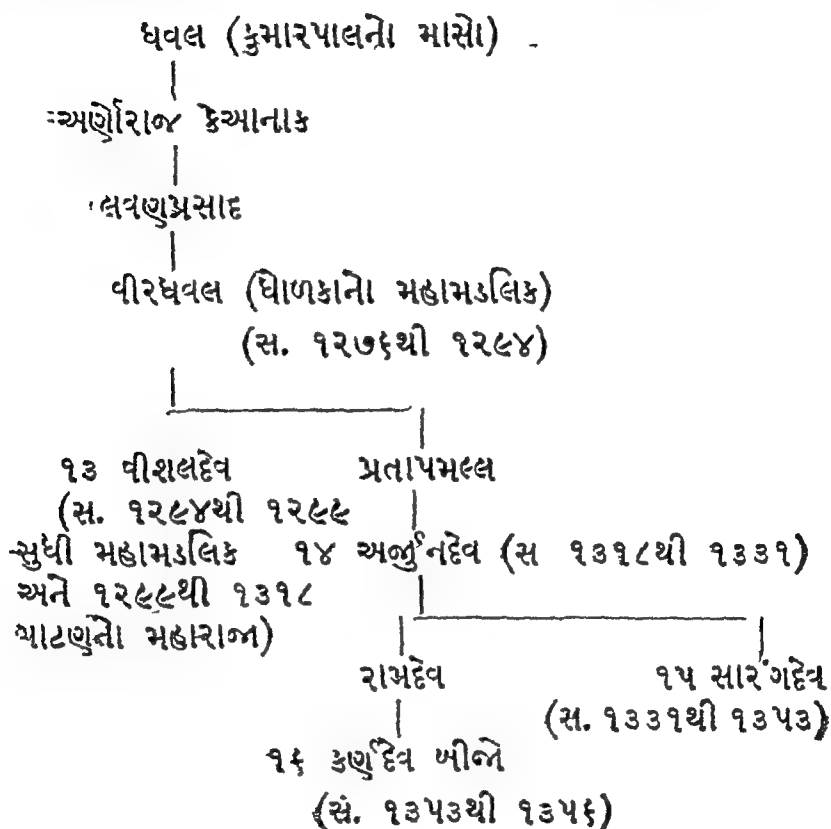 ધવલ (કુમારપાલનો માસો)
અર્ણોરાજ કેઆનાક
લવણપ્રસાદ
વીરધવલ (ધોળકાનો મહામડલિક)
(સ. ૧૨૭૬થી ૧૨૯૪)
૧૩ વીશલદેવ પ્રતાપમલ્લ
(સ. ૧૨૯૪થી ૧૨૯૯
સુધી મહામડલિક ૧૪ અર્જુનદેવ (સ ૧૩૧૮થી ૧૩૩૧)
અને ૧૨૯૯થી ૧૩૧૮
પાટણનો મહારાજા)
રામદેવ ૧૫ સારંગદેવ
(સ. ૧૩૩૧થી ૧૩૫૩)
૧૬ કર્ણદેવ બીજો
(સં. ૧૩૫૩થી ૧૩૫૬)